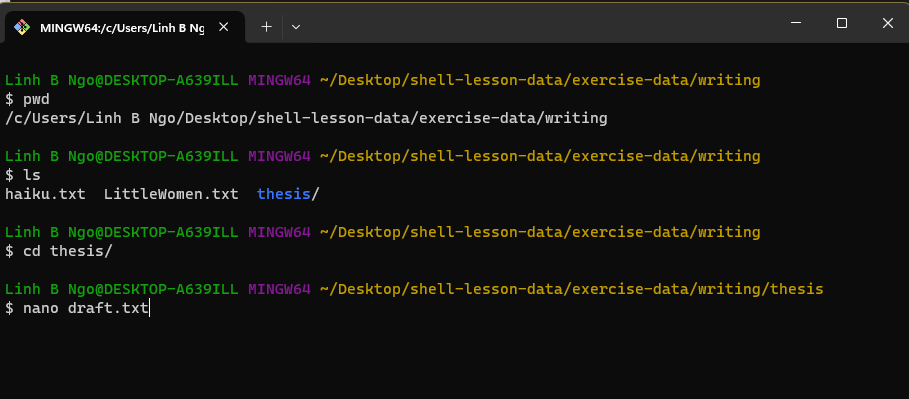 MINGW64:/c/Users/Linh B Ng
Linh B Ngo@DESKTOP-A639ILL MINGW64 ~/Desktop/shell-lesson-data/exercise-data/writing
$ pwd
/c/Users/Linh B Ngo/Desktop/shell-lesson-data/exercise-data/writing
Linh B Ngo@DESKTOP-A639ILL MINGW64 ~/Desktop/shell-lesson-data/exercise-data/writing
$ ls
haiku.txt  LittleWomen.txt  thesis/
Linh B Ngo@DESKTOP-A639ILL MINGW64 ~/Desktop/shell-lesson-data/exercise-data/writing
$ cd thesis/
Linh B Ngo@DESKTOP-A639ILL MINGW64 ~/Desktop/shell-lesson-data/exercise-data/writing/thesis
$ nano draft.txt